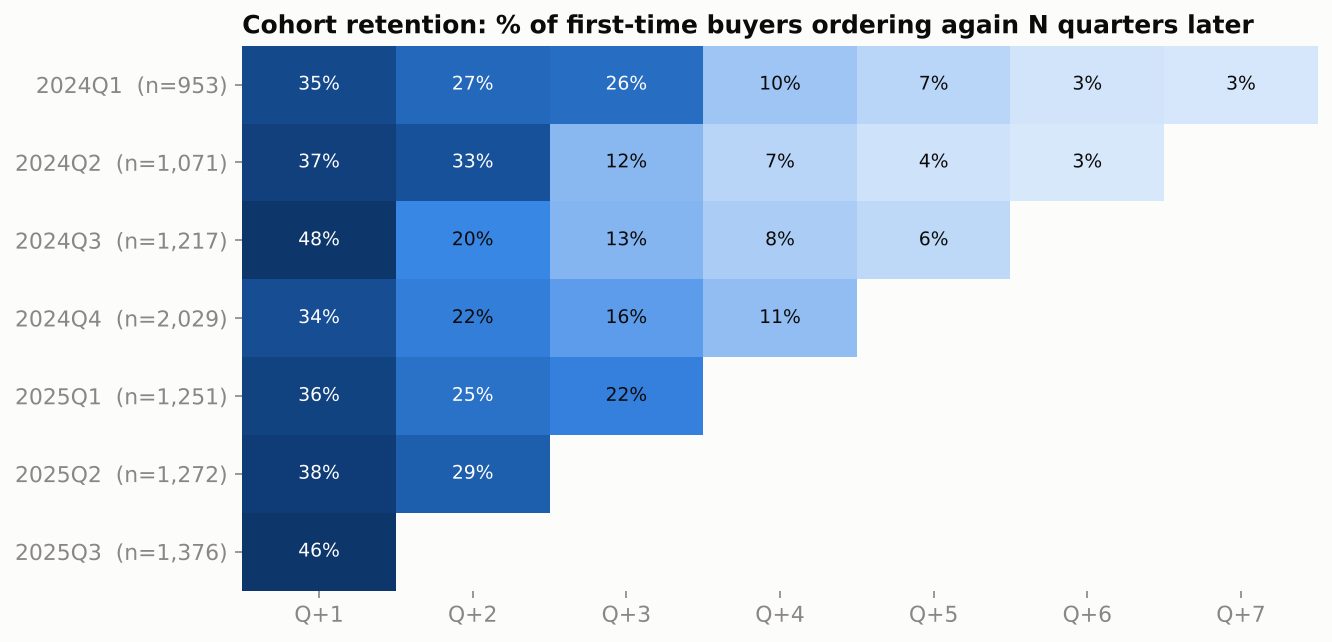 Cohort retention: % of first-time buyers ordering again N quarters later
2024Q1 (n=953) 35% 27% 26% 10% 7% 3% 3%
2024Q2 (n=1,071) 37% 33% 12% 7% 4% 3%
2024Q3 (n=1,217) 48% 20% 13% 8% 6%
2024Q4 (n=2,029) 34% 22% 16% 11%
2025Q1 (n=1,251) 36% 25% 22%
2025Q2 (n=1,272) 38% 29%
2025Q3 (n=1,376) 46%
Q+1 Q+2 Q+3 Q+4 Q+5 Q+6 Q+7